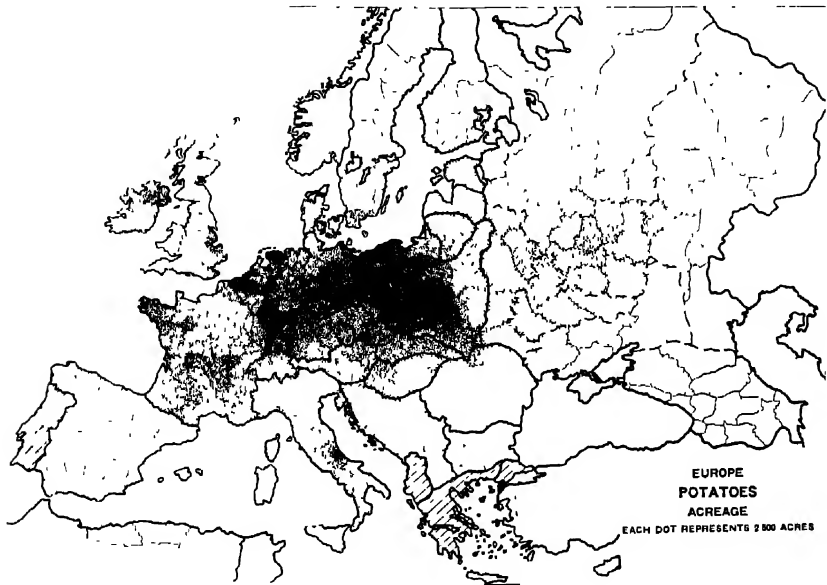 EUROPE
POTATOES
ACREAGE
EACH DOT REPRESENTS 2 500 ACRES